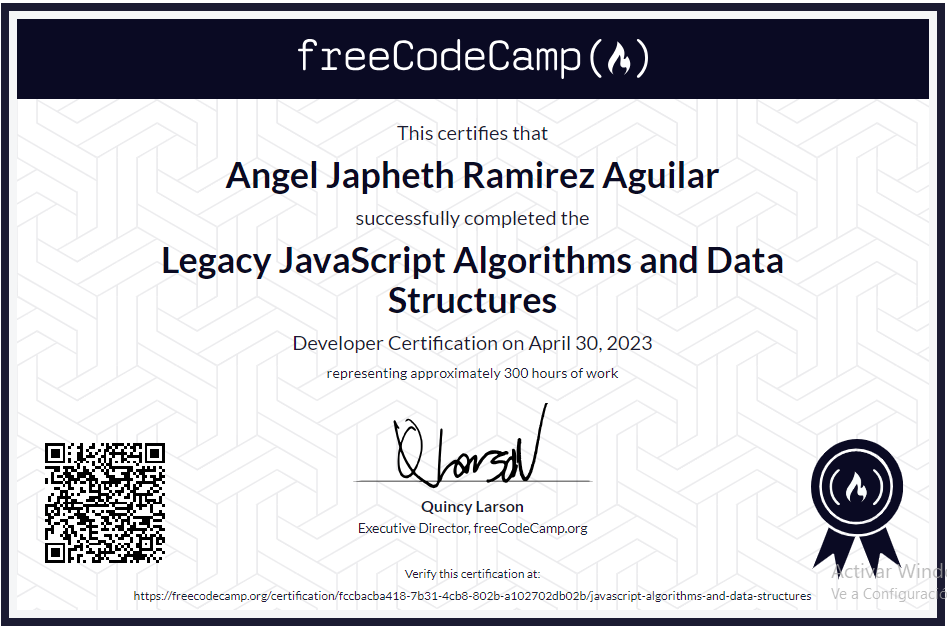 freeCodeCamp
This certifies that
Angel Japheth Ramirez Aguilar
successfully completed the
Legacy JavaScript Algorithms and Data
Structures
Developer Certification on April 30, 2023
representing approximately 300 hours of work
QLarson
Quincy Larson
Executive Director, freeCodeCamp.org
Verify this certification at:
https://freecodecamp.org/certification/fccbacba418-7b31-4cb8-802b-a102702db02b/javascript-algorithms-and-data-structures
Activar Wind
Ve a Configuració